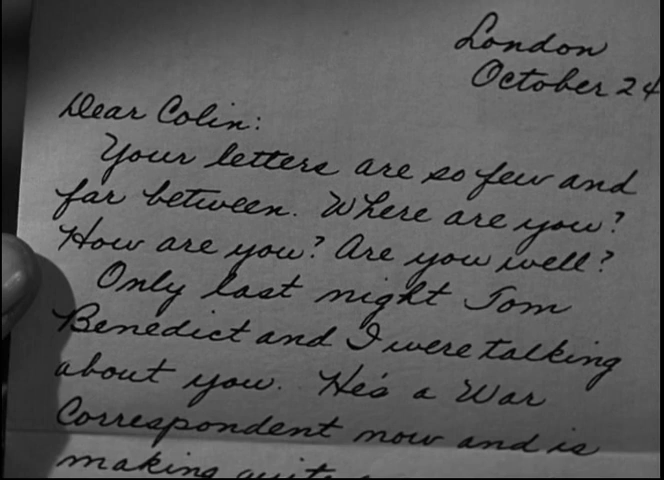 London
October 24
Dear Colin:
Your letters are so few and
far between. Where are you?
How are you? Are you well?
Only last night Tom
Benedict and I were talking
about you. He's a War
Correspondent now and is
making quite